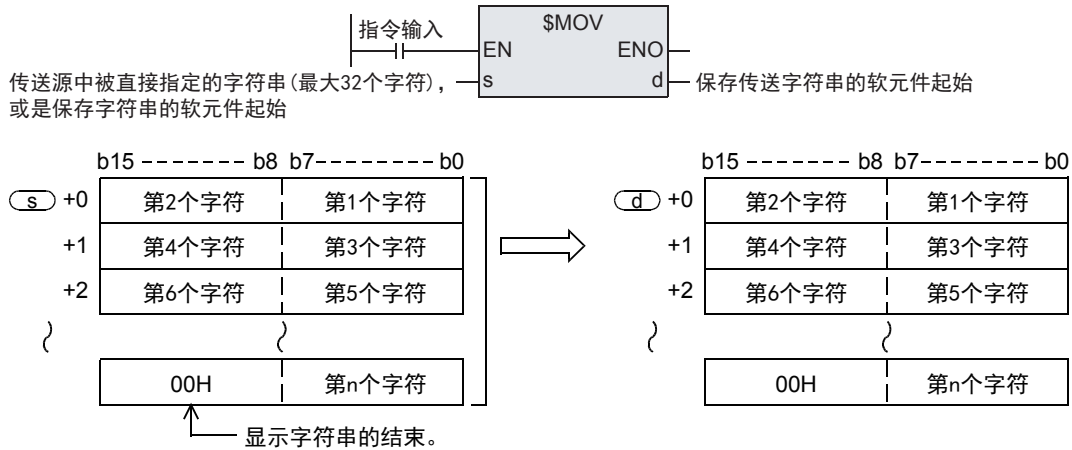 指令输入
$MOV
EN ENO
传送源中被直接指定的字符串(最大32个字符), s d 保存传送字符串的软元件起始
或是保存字符串的软元件起始
b15 b8 b7 b0 b15 b8 b7 b0
s +0 第2个字符 第1个字符 d +0 第2个字符 第1个字符
+1 第4个字符 第3个字符 +1 第4个字符 第3个字符
+2 第6个字符 第5个字符 +2 第6个字符 第5个字符
00H 第n个字符 00H 第n个字符
显示字符串的结束。